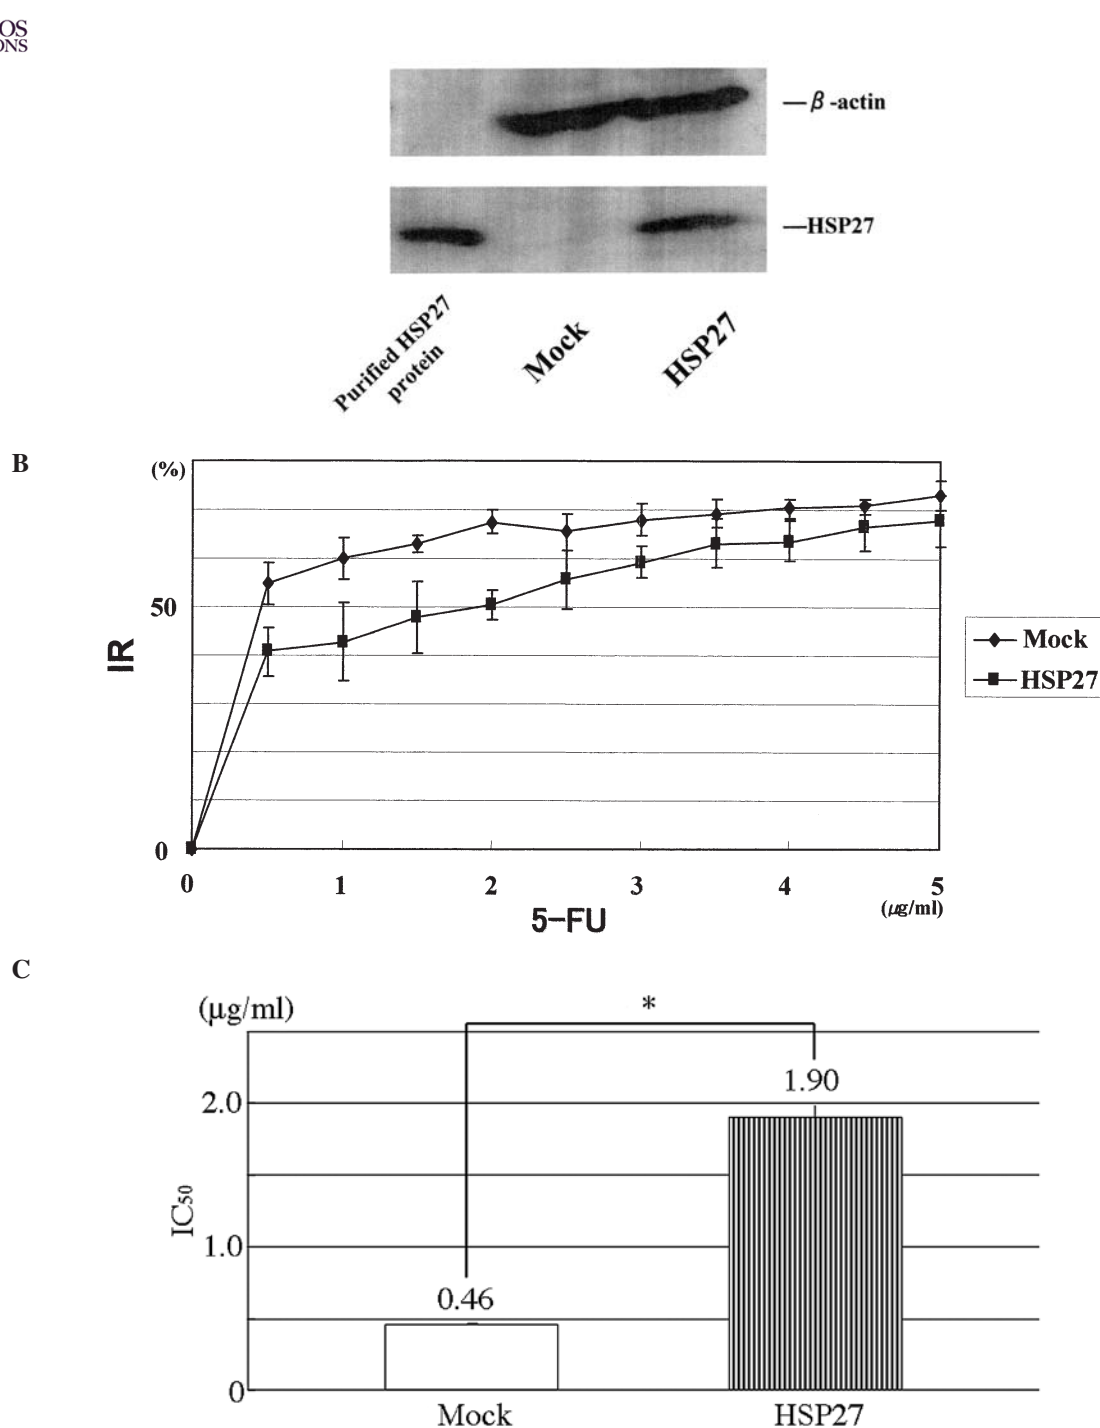 OS
ONS
—β-actin
—HSP27
Purified HSP27
protein
Mock
HSP27
B
(%)
50
IR
0
0 1 2 3 4 5
(μg/ml)
5-FU
Mock
HSP27
C
(μg/ml)
*
1.90
2.0
IC50
1.0
0.46
0
Mock
HSP27